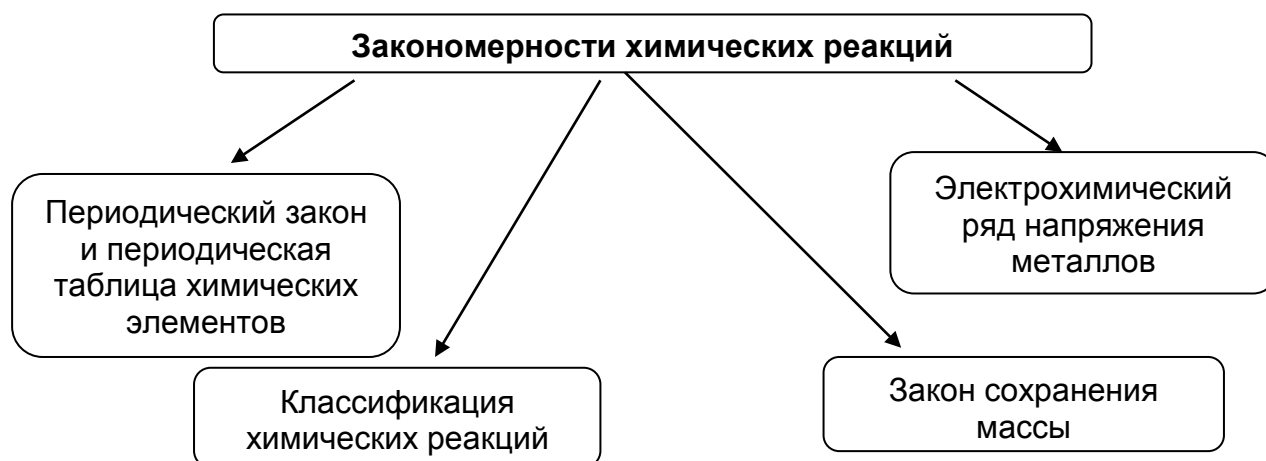 Закономерности химических реакций
Периодический закон
и периодическая
таблица химических
элементов
Электрохимический
ряд напряжения
металлов
Классификация
химических реакций
Закон сохранения
массы